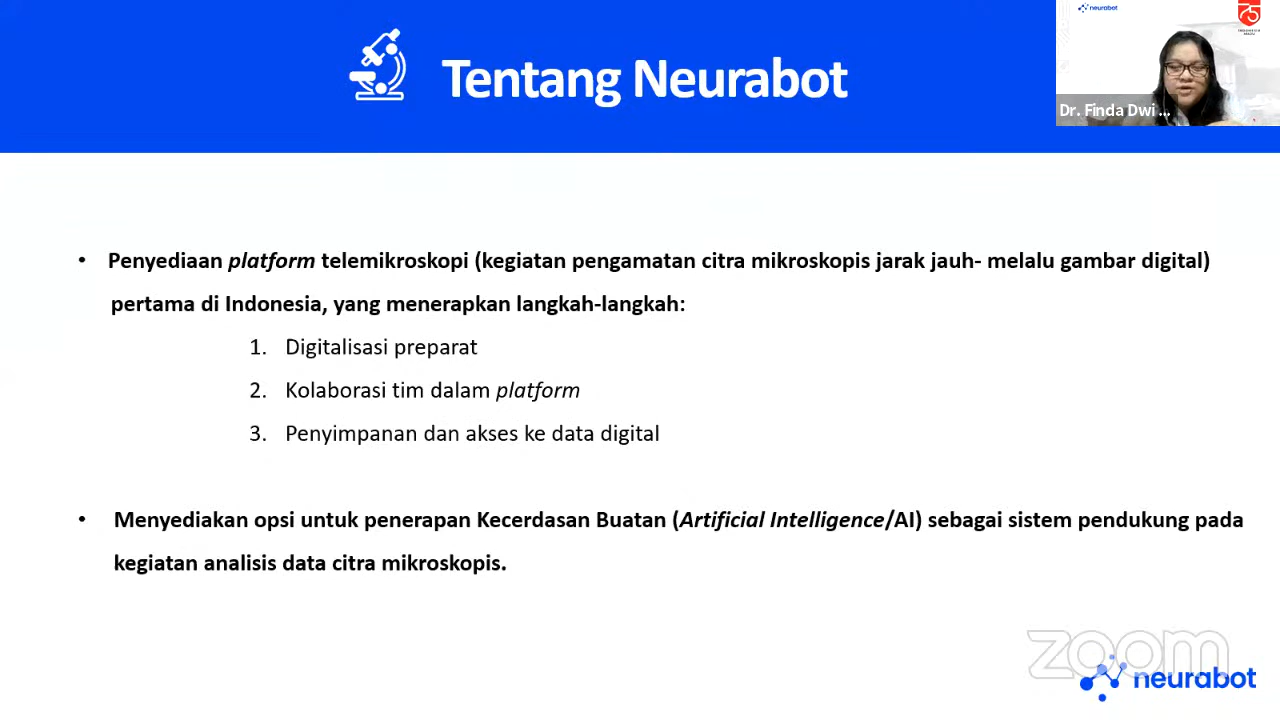 Tentang Neurabot
neurabot
75
Dr. Finda Dwi ...
• Penyediaan platform telemikroskopi (kegiatan pengamatan citra mikroskopis jarak jauh- melalu gambar digital)
pertama di Indonesia, yang menerapkan langkah-langkah:
1. Digitalisasi preparat
2. Kolaborasi tim dalam platform
3. Penyimpanan dan akses ke data digital
• Menyediakan opsi untuk penerapan Kecerdasan Buatan (Artificial Intelligence/AI) sebagai sistem pendukung pada
kegiatan analisis data citra mikroskopis.
zoom
neurabot